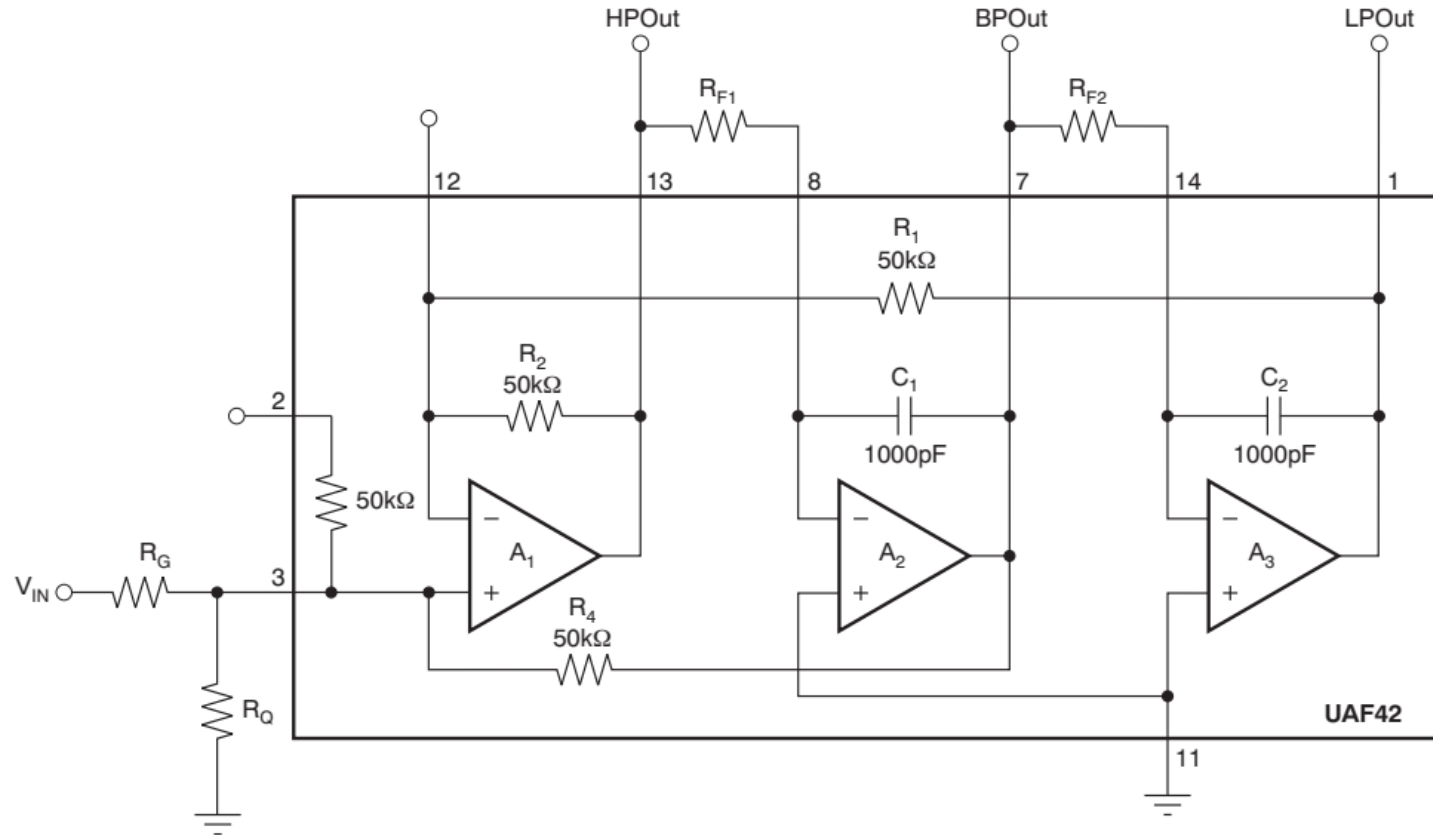 HPOut
BPOut
LPOut
RF1
RF2
12
13
8
7
14
1
R1
50kΩ
R2
50kΩ
C1
1000pF
C2
1000pF
2
50kΩ
RG
VIN
3
A1
A2
A3
R4
50kΩ
RQ
UAF42
11
−
+
−
+
−
+